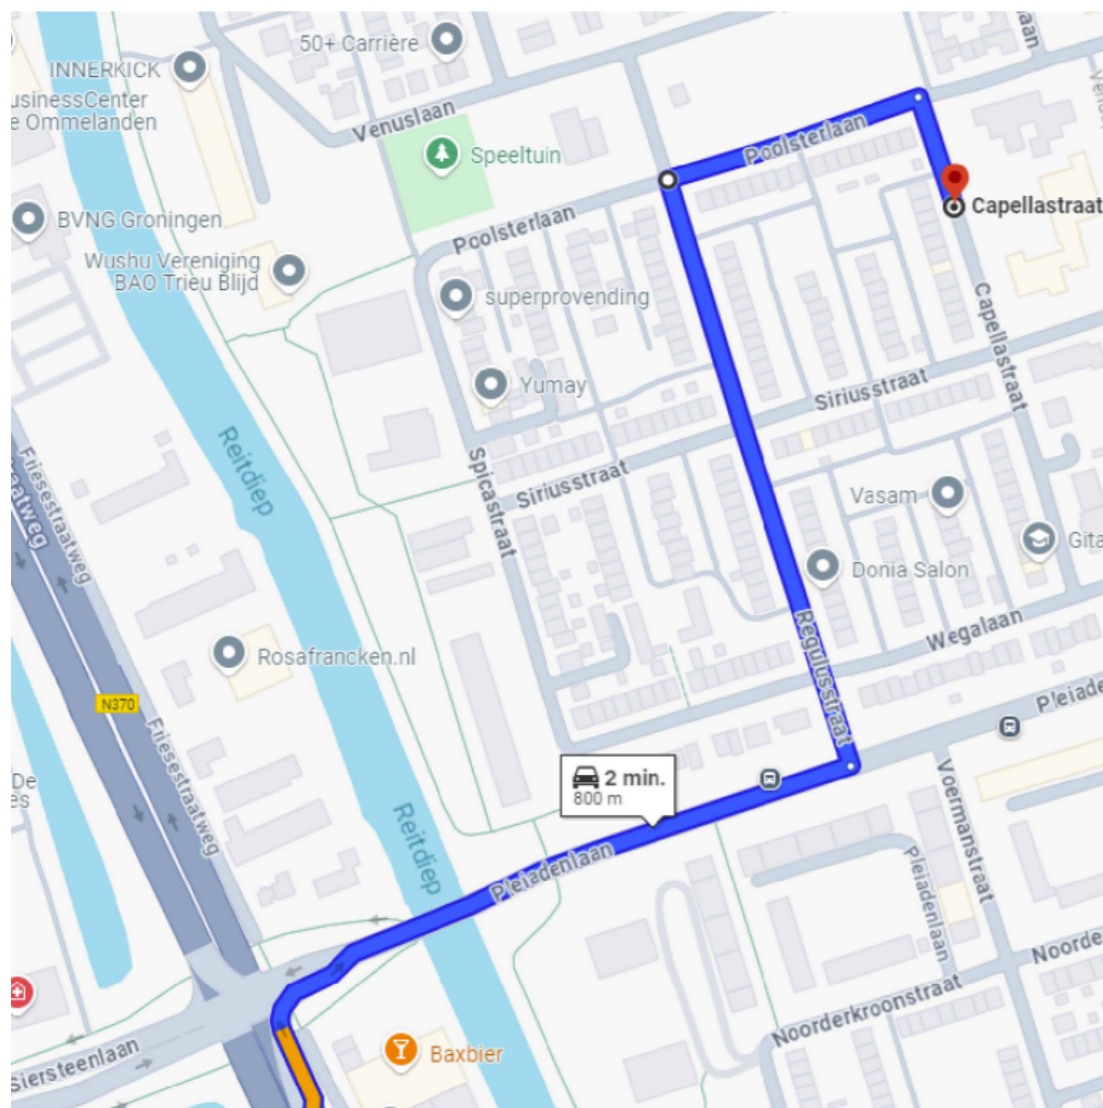 50+ Carrière
INNERKICK
usinessCenter
e Ommelanden
Venuslaan
aan
Speeltuin
Poolsterlaan
Capellastraat
BVNG Groningen
Poolsterlaan
Wushu Vereniging
BAO Trieu Blijd
superprovending
Capellastraat
Yumay
Siriusstraat
Reitdiep
Friesestraatweg
raatweg
Spicastraat
Siriusstraat
Vasam
Gita
Donia Salon
Regulusstraat
Wegalaan
Rosafrancken.nl
N370
Pleiade
Friesestraatweg
2 min.
800 m
De
es
Voermanstraat
Reitdiep
Pleiadenlaan
Pleiadenlaan
Noorde
Noorderkroonstraat
Baxbier
siersteenlaan